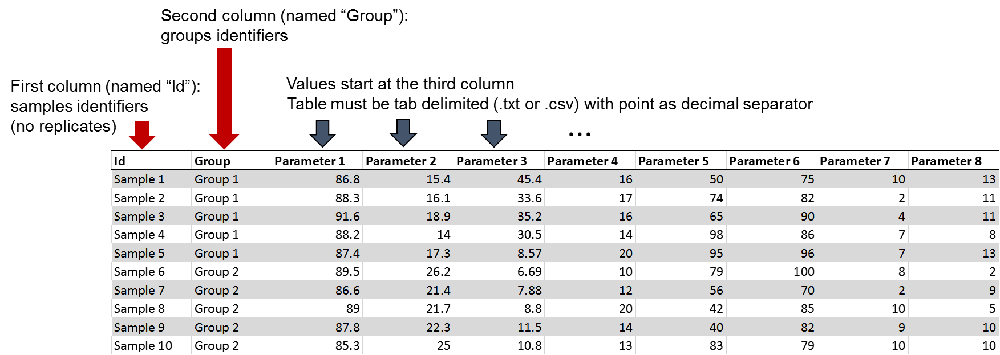 Second column (named “Group”):
groups identifiers
First column (named “Id”):
samples identifiers
(no replicates)
Values start at the third column
Table must be tab delimited (.txt or .csv) with point as decimal separator
...
Id Group Parameter 1 Parameter 2 Parameter 3 Parameter 4 Parameter 5 Parameter 6 Parameter 7 Parameter 8
Sample 1 Group 1 86.8 15.4 45.4 16 50 75 10 13
Sample 2 Group 1 88.3 16.1 33.6 17 74 82 2 11
Sample 3 Group 1 91.6 18.9 35.2 16 65 90 4 11
Sample 4 Group 1 88.2 14 30.5 14 98 86 7 8
Sample 5 Group 1 87.4 17.3 8.57 20 95 96 7 13
Sample 6 Group 2 89.5 26.2 6.69 10 79 100 8 2
Sample 7 Group 2 86.6 21.4 7.88 12 56 70 2 9
Sample 8 Group 2 89 21.7 8.8 20 42 85 10 5
Sample 9 Group 2 87.8 22.3 11.5 14 40 82 9 10
Sample 10 Group 2 85.3 25 10.8 13 83 79 10 10